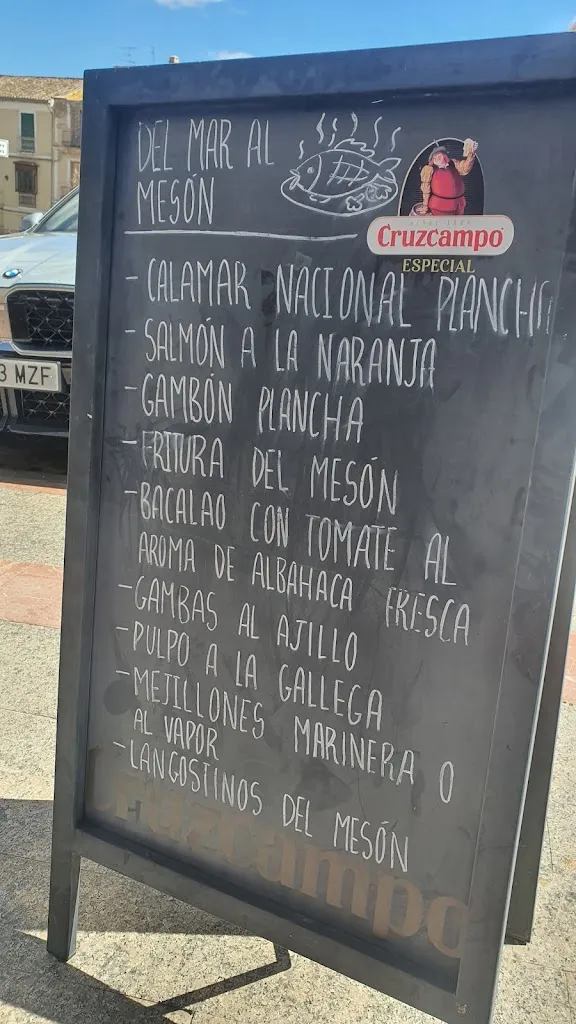 DEL MAR AL
MESÓN
Cruzcampo
ESPECIAL
- CALAMAR NACIONAL PLANCHA
- SALMÓN A LA NARANJA
- GAMBÓN PLANCHA
- FRITURA DEL MESÓN
- BACALAO CON TOMATE AL
AROMA DE ALBAHACA FRESCA
- GAMBAS AL AJILLO
- PULPO A LA GALLEGA
- MEJILLONES MARINERA O
AL VAPOR
- LANGOSTINOS DEL MESÓN
Cruzcampo
3 MZF